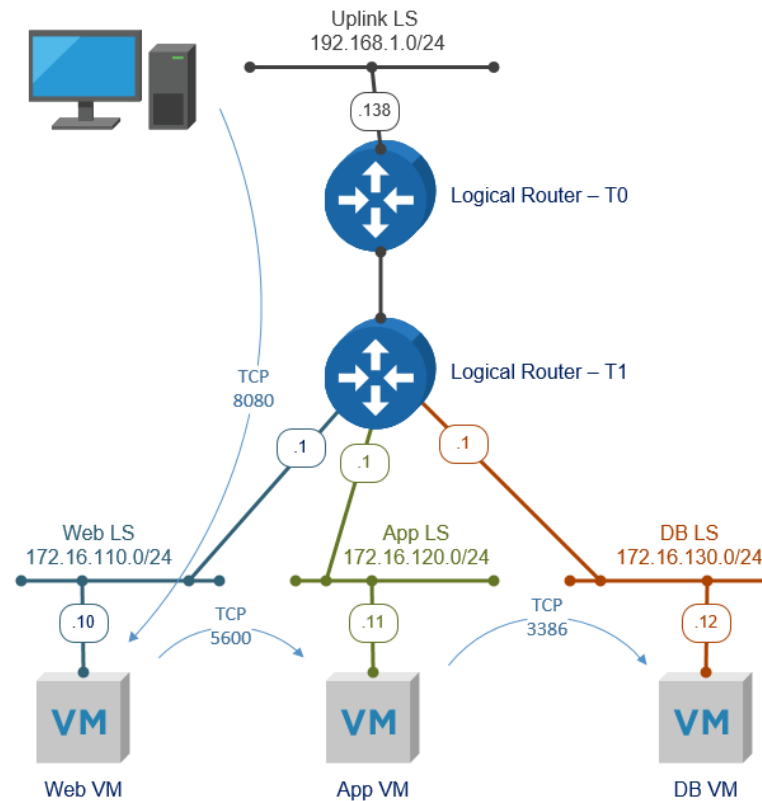 Uplink LS
192.168.1.0/24
.138
Logical Router – T0
Logical Router – T1
TCP
8080
.1
.1
.1
Web LS
172.16.110.0/24
App LS
172.16.120.0/24
DB LS
172.16.130.0/24
.10
TCP
5600
.11
TCP
3386
.12
VM
VM
VM
Web VM
App VM
DB VM